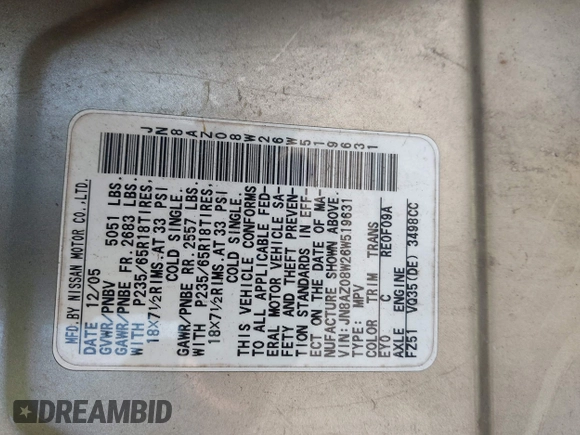 JN8AZ08W26W519631
MFD.BY NISSAN MOTOR CO.,LTD.
DATE 12/05
GVWR/PNBV 5051 LBS.
GAWR/PNBE FR. 2683 LBS.
WITH P235/65R18TIRES,
18X7½RIMS.AT 33 PSI
COLD SINGLE.
GAWR/PNBE RR. 2557 LBS.
WITH P235/65R18TIRES,
18X7½RIMS.AT 33 PSI
COLD SINGLE.
THIS VEHICLE CONFORMS
TO ALL APPLICABLE FED-
ERAL MOTOR VEHICLE SA-
FETY AND THEFT PREVEN-
TION STANDARDS IN EFF-
ECT ON THE DATE OF MA-
NUFACTURE SHOWN ABOVE.
VIN:JN8AZ08W26W519631
TYPE: MPV
COLOR TRIM TRANS
EY0 C RE0F09A
AXLE ENGINE
FZ51 VQ35(DE) 3498CC
DREAMBID